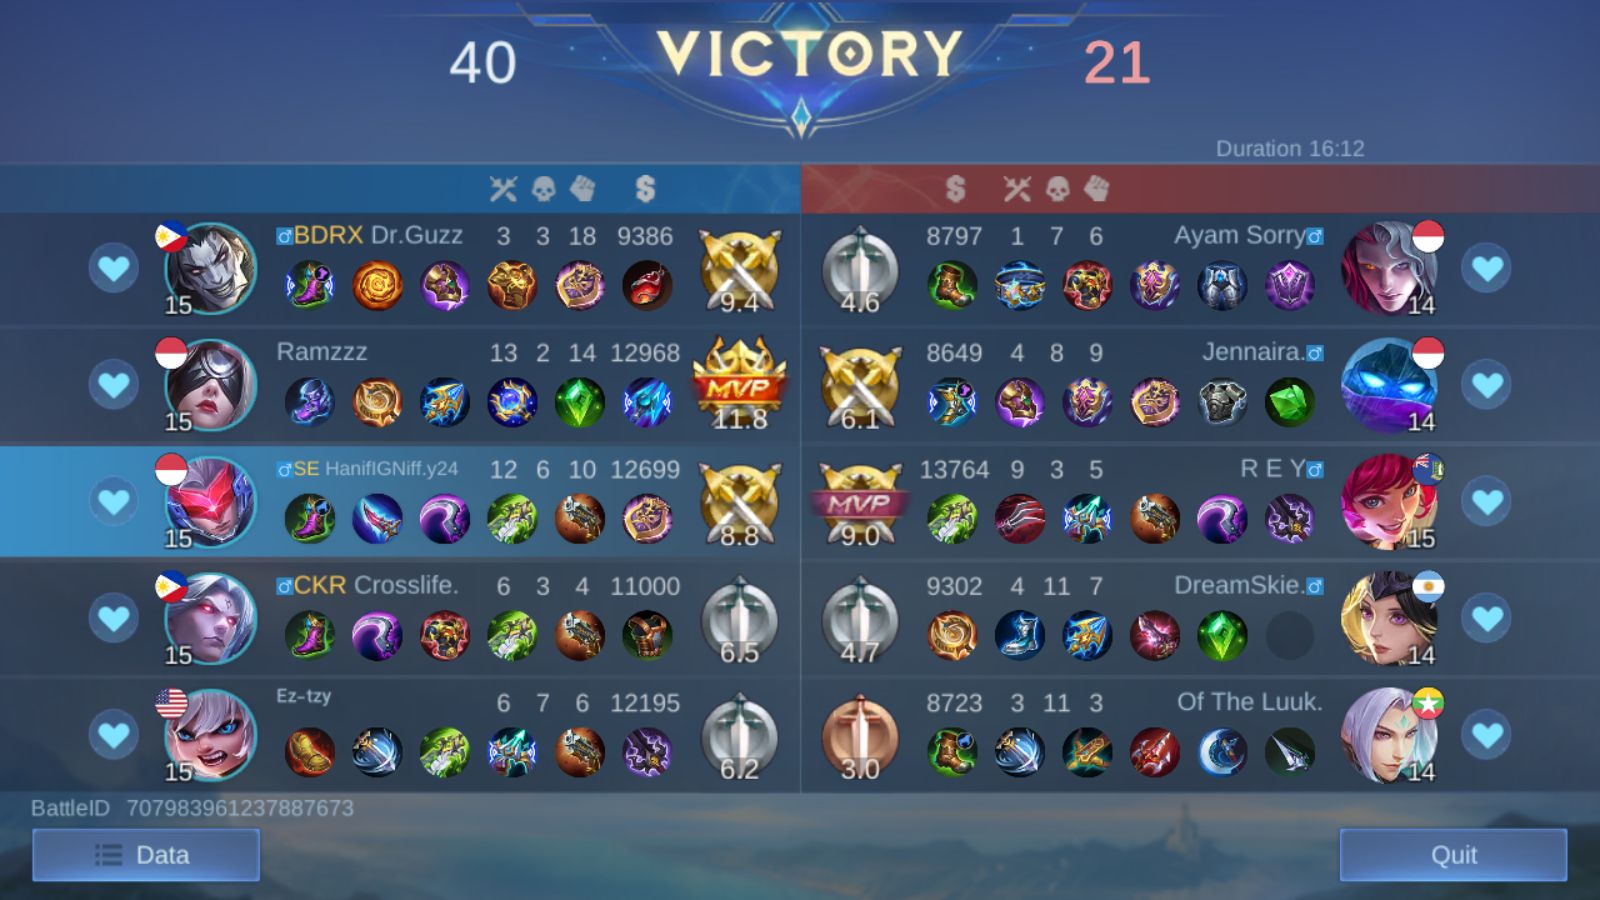 40 VICTORY 21
Duration 16:12
BDRX Dr.Guzz 3 3 18 9386
15 9.4
4.6 8797 1 7 6 Ayam Sorry
14
Ramzzz 13 2 14 12968
15 MVP 11.8
6.1 8649 4 8 9 Jennaira.
14
SE HanifIGNiff.y24 12 6 10 12699
15 8.8
MVP 9.0 13764 9 3 5 R E Y
15
CKR Crosslife. 6 3 4 11000
15 6.5
4.7 9302 4 11 7 DreamSkie.
14
Ez-tzy 6 7 6 12195
15 6.2
3.0 8723 3 11 3 Of The Luuk.
14
BattleID 707983961237887673
Data
Quit